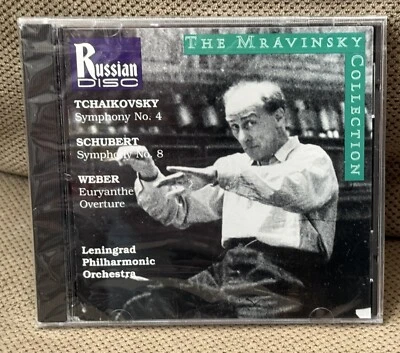 Russian
DISC
THE MRAVINSKY
COLLECTION
TCHAIKOVSKY
Symphony No. 4
SCHUBERT
Symphony No. 8
WEBER
Euryanthe
Overture
Leningrad
Philharmonic
Orchestra